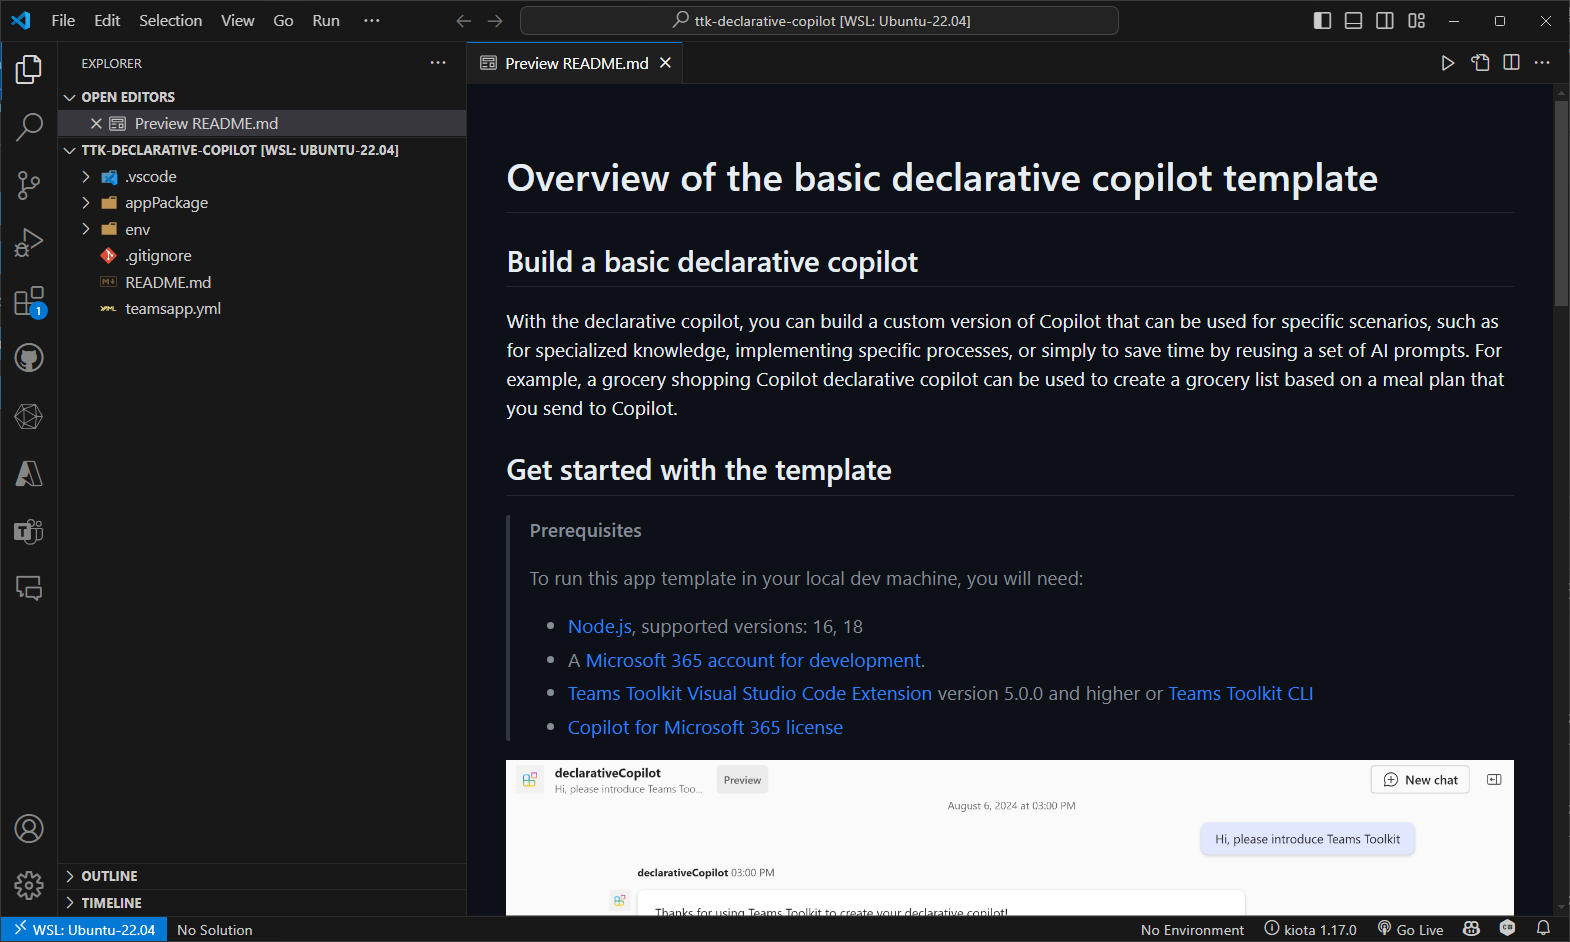 File Edit Selection View Go Run ···
ttk-declarative-copilot [WSL: Ubuntu-22.04]
EXPLORER
Preview README.md
OPEN EDITORS
Preview README.md
TTK-DECLARATIVE-COPILOT [WSL: UBUNTU-22.04]
.vscode
appPackage
env
.gitignore
README.md
teamsapp.yml
1
OUTLINE
TIMELINE
Overview of the basic declarative copilot template
Build a basic declarative copilot
With the declarative copilot, you can build a custom version of Copilot that can be used for specific scenarios, such as
for specialized knowledge, implementing specific processes, or simply to save time by reusing a set of AI prompts. For
example, a grocery shopping Copilot declarative copilot can be used to create a grocery list based on a meal plan that
you send to Copilot.
Get started with the template
Prerequisites
To run this app template in your local dev machine, you will need:
• Node.js, supported versions: 16, 18
• A Microsoft 365 account for development.
• Teams Toolkit Visual Studio Code Extension version 5.0.0 and higher or Teams Toolkit CLI
• Copilot for Microsoft 365 license
declarativeCopilot
Hi, please introduce Teams Too...
Preview
New chat
August 6, 2024 at 03:00 PM
Hi, please introduce Teams Toolkit
declarativeCopilot 03:00 PM
Thanks for using Teams Toolkit to create your declarative copilot!
WSL: Ubuntu-22.04 No Solution
No Environment kiota 1.17.0 Go Live